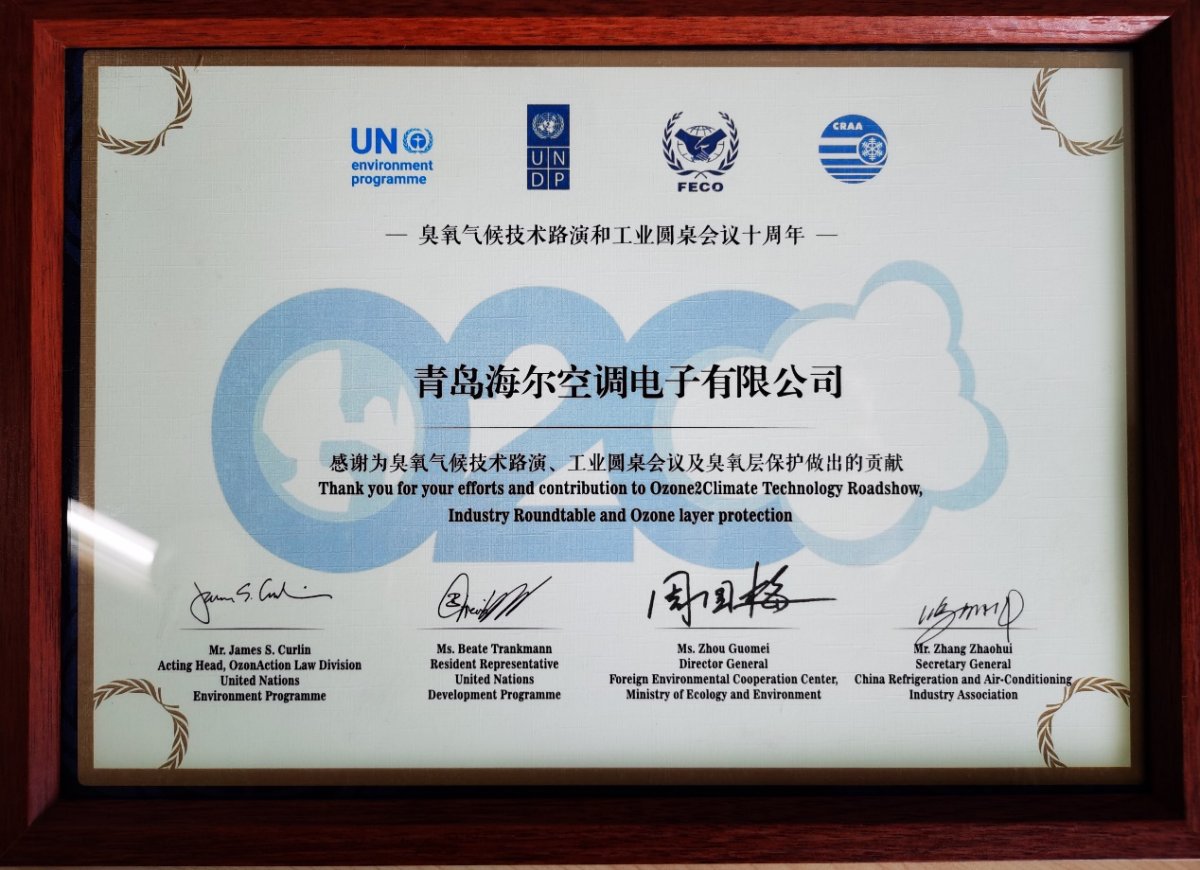 UN
environment
programme
UN
DP
FECO
CRAA
— 臭氧气候技术路演和工业圆桌会议十周年 —
O2C
青岛海尔空调电子有限公司
感谢为臭氧气候技术路演、工业圆桌会议及臭氧层保护做出的贡献
Thank you for your efforts and contribution to Ozone2Climate Technology Roadshow,
Industry Roundtable and Ozone layer protection
周国梅
Mr. James S. Curlin
Acting Head, OzonAction Law Division
United Nations
Environment Programme
Ms. Beate Trankmann
Resident Representative
United Nations
Development Programme
Ms. Zhou Guomei
Director General
Foreign Environmental Cooperation Center,
Ministry of Ecology and Environment
Mr. Zhang Zhaohui
Secretary General
China Refrigeration and Air-Conditioning
Industry Association